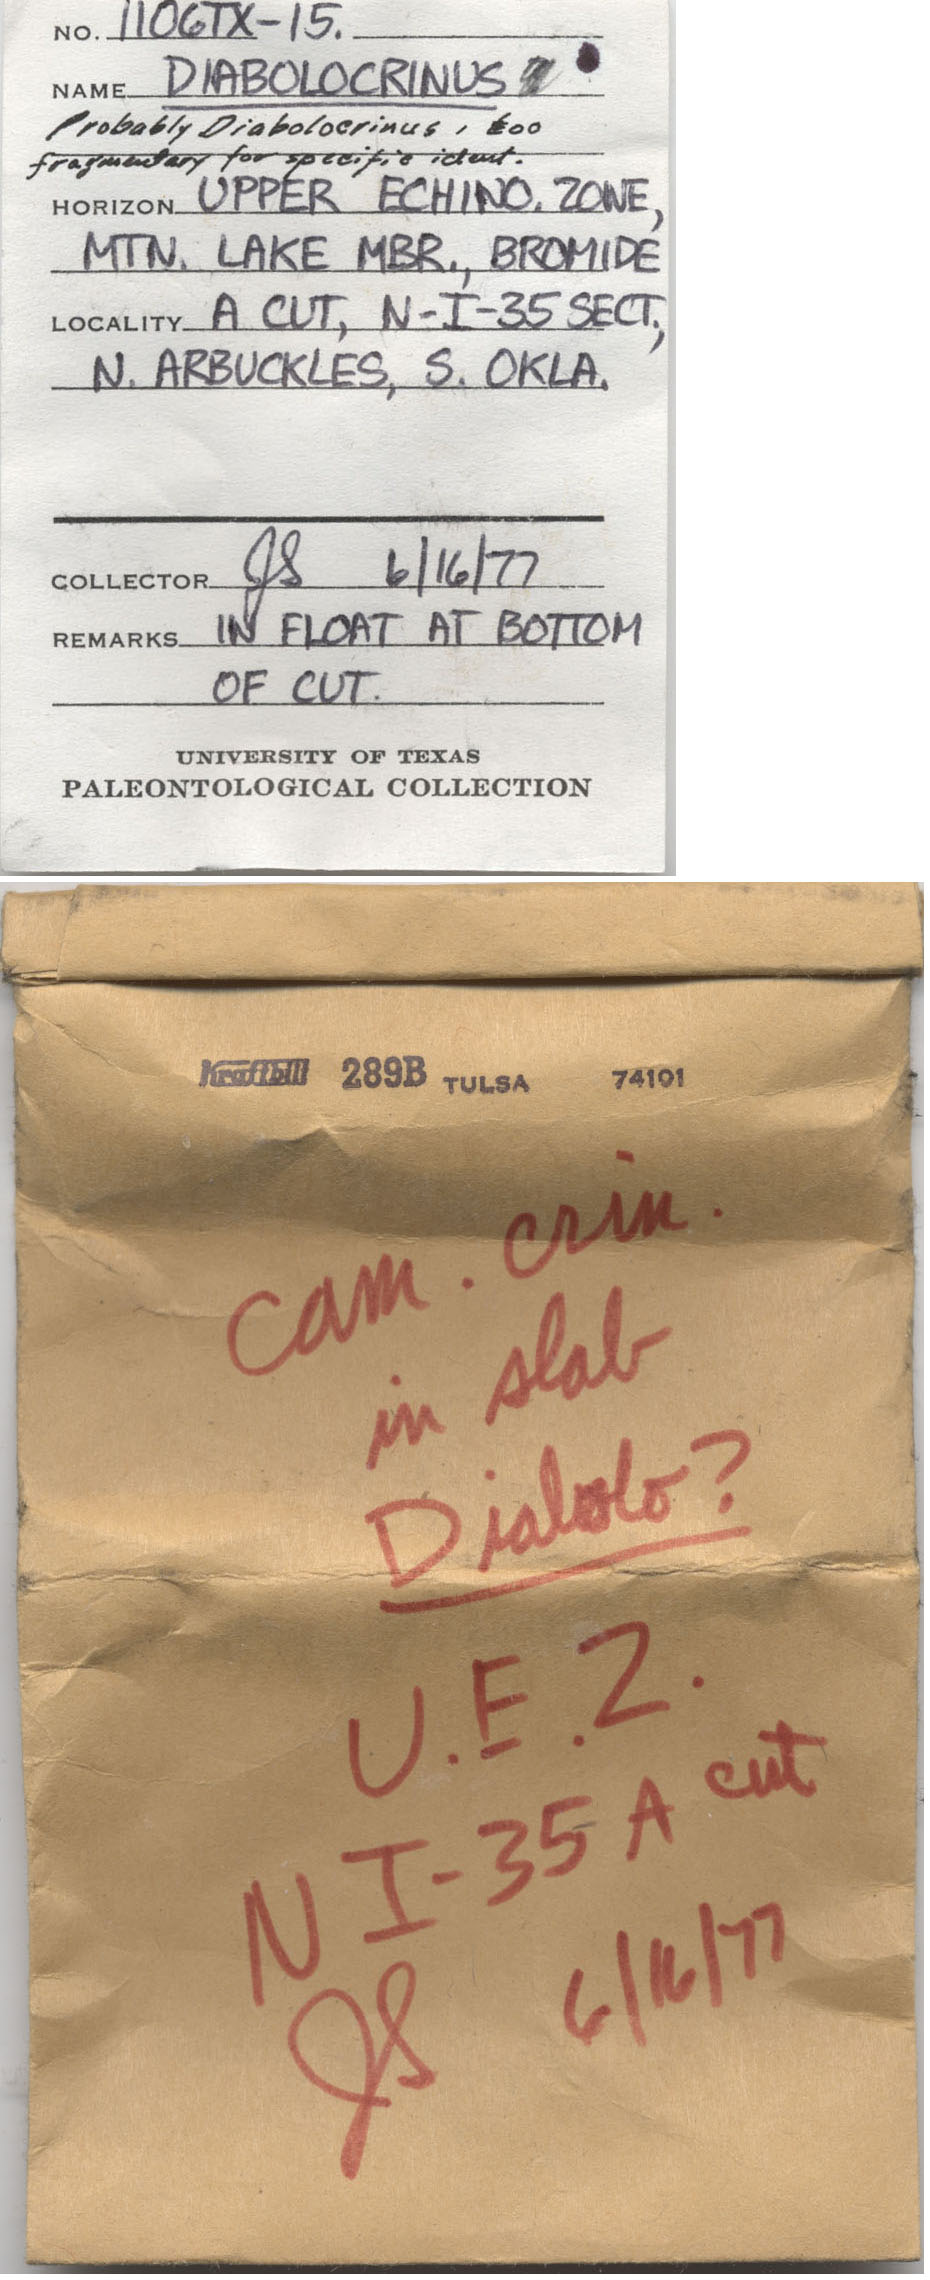 NO. 1106TX-15.
NAME DIABOLOCRINUS
Probably Diabolocrinus, too
fragmentary for specific ident.
HORIZON UPPER ECHINO. ZONE,
MTN. LAKE MBR., BROMIDE
LOCALITY A CUT, N-I-35 SECT.,
N. ARBUCKLES, S. OKLA.
COLLECTOR JS 6/16/77
REMARKS IN FLOAT AT BOTTOM
OF CUT.
UNIVERSITY OF TEXAS
PALEONTOLOGICAL COLLECTION
289B TULSA 74101
Cam. crin.
in slab
Diabolo?
U.E.Z.
N I-35 A cut
JS 6/16/77